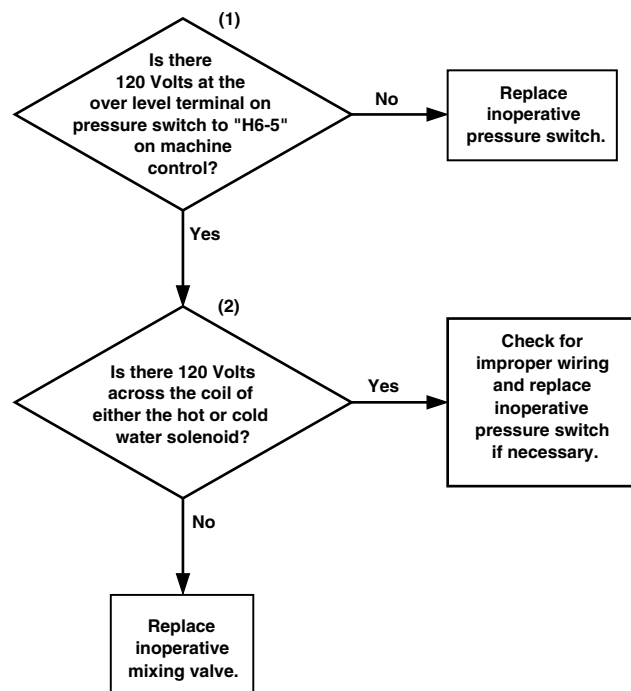 (1)
Is there
120 Volts at the
over level terminal on
pressure switch to "H6-5"
on machine
control?
No
Replace
inoperative
pressure switch.
Yes
(2)
Is there 120 Volts
across the coil of
either the hot or cold
water solenoid?
Yes
Check for
improper wiring
and replace
inoperative
pressure switch
if necessary.
No
Replace
inoperative
mixing valve.